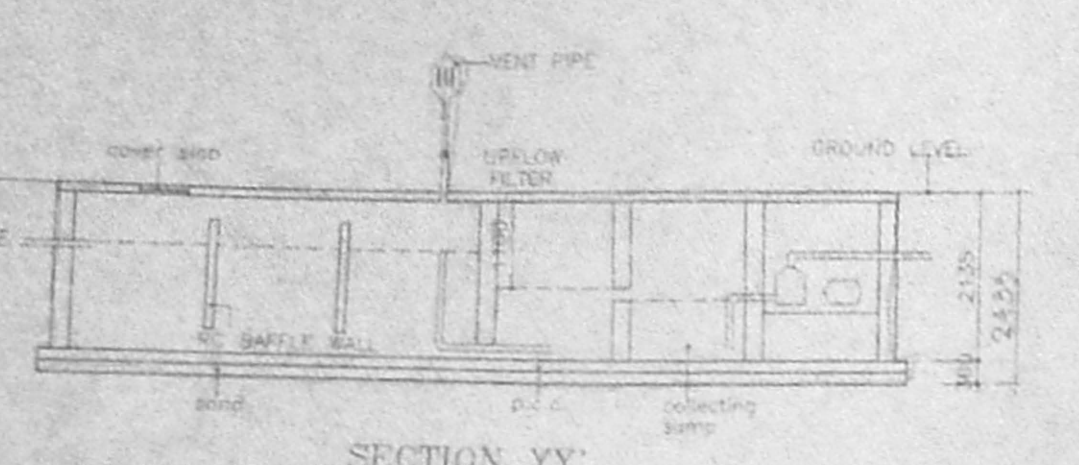 VENT PIPE
cover slab
UPFLOW
FILTER
GROUND LEVEL
2135
2435
300
RC BAFFLE WALL
sand
p.c.c.
collecting
sump
SECTION YY'